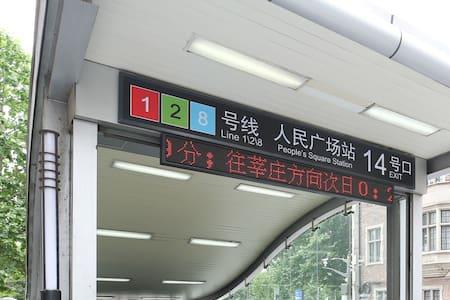 1 2 8 号线 人民广场站 14 号口
Line 1\2\8 People's Square Station EXIT
分: 往莘庄方向次日0:2